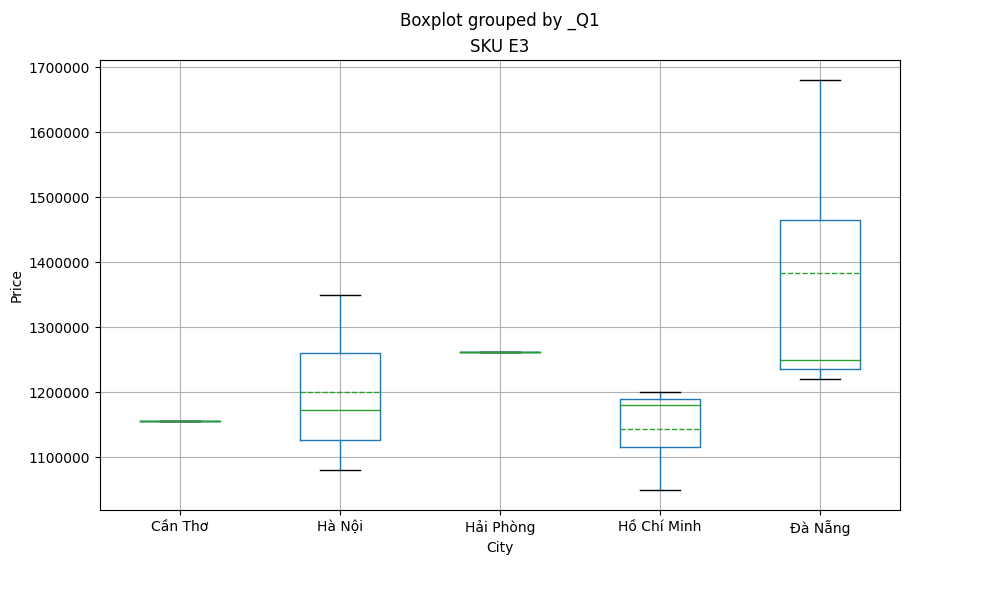 Boxplot grouped by _Q1
SKU E3
1700000
1600000
1500000
1400000
1300000
1200000
1100000
Price
Cần Thơ
Hà Nội
Hải Phòng
Hồ Chí Minh
Đà Nẵng
City